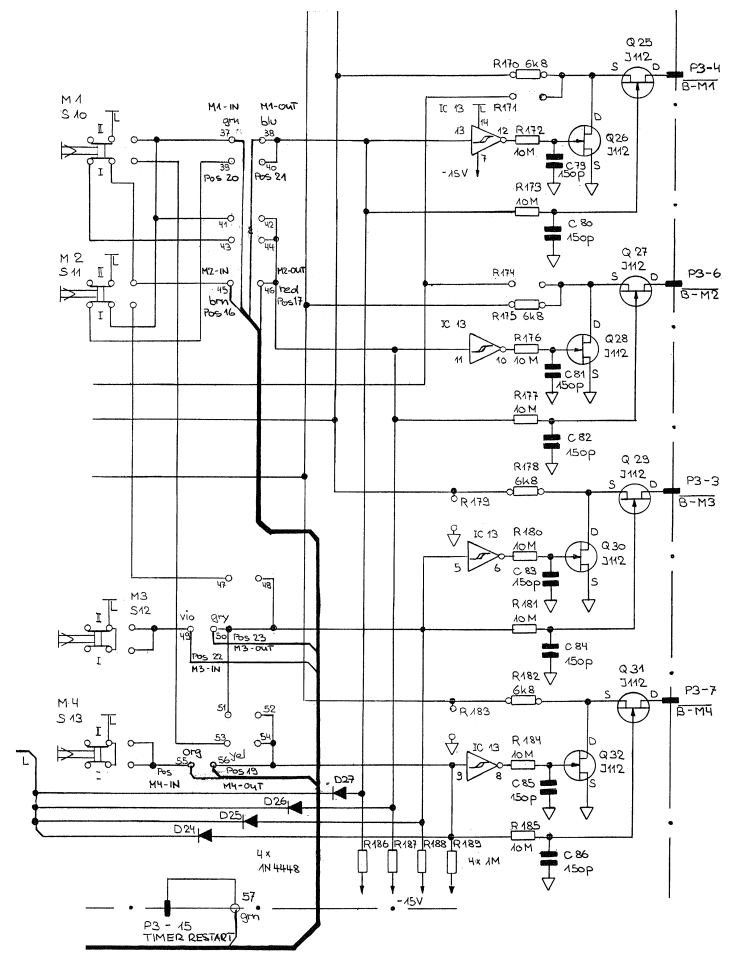 Q25
J112
P3-4
B-M1
R170 6k8
S
D
M1
S10
L
II
I
M1-IN
grn
37
M1-OUT
blu
38
39
40
Pos 20
Pos 21
R171
IC 13
L
14
13
12
7
-15V
R172
10M
C79
150p
D
S
Q26
J112
R173
10M
C80
150p
41
42
43
44
M2
S11
L
II
I
M2-IN
45
brn
Pos 16
M2-OUT
46
red
Pos17
Q27
J112
S
D
P3-6
B-M2
R174
R175 6k8
IC 13
11
10
R176
10M
C81
150p
D
S
Q28
J112
R177
10M
C82
150p
Q29
J112
S
D
P3-3
B-M3
R178
6k8
R179
IC 13
5
6
R180
10M
C83
150p
D
S
Q30
J112
R181
10M
C84
150p
47
48
M3
S12
L
II
I
vio
49
gry
50
Pos 23
M3-OUT
Pos 22
M3-IN
51
52
53
54
M4
S13
L
I
org
55
Pos
M4-IN
56
yel
Pos19
M4-OUT
Q31
J112
S
D
P3-7
B-M4
R182
6k8
R183
IC 13
9
8
R184
10M
C85
150p
D
S
Q32
J112
R185
10M
C86
150p
L
D27
D26
D25
D24
4x
1N4448
R186
R187
R188
R189
4x 1M
-15V
57
grn
P3 - 15
TIMER RESTART